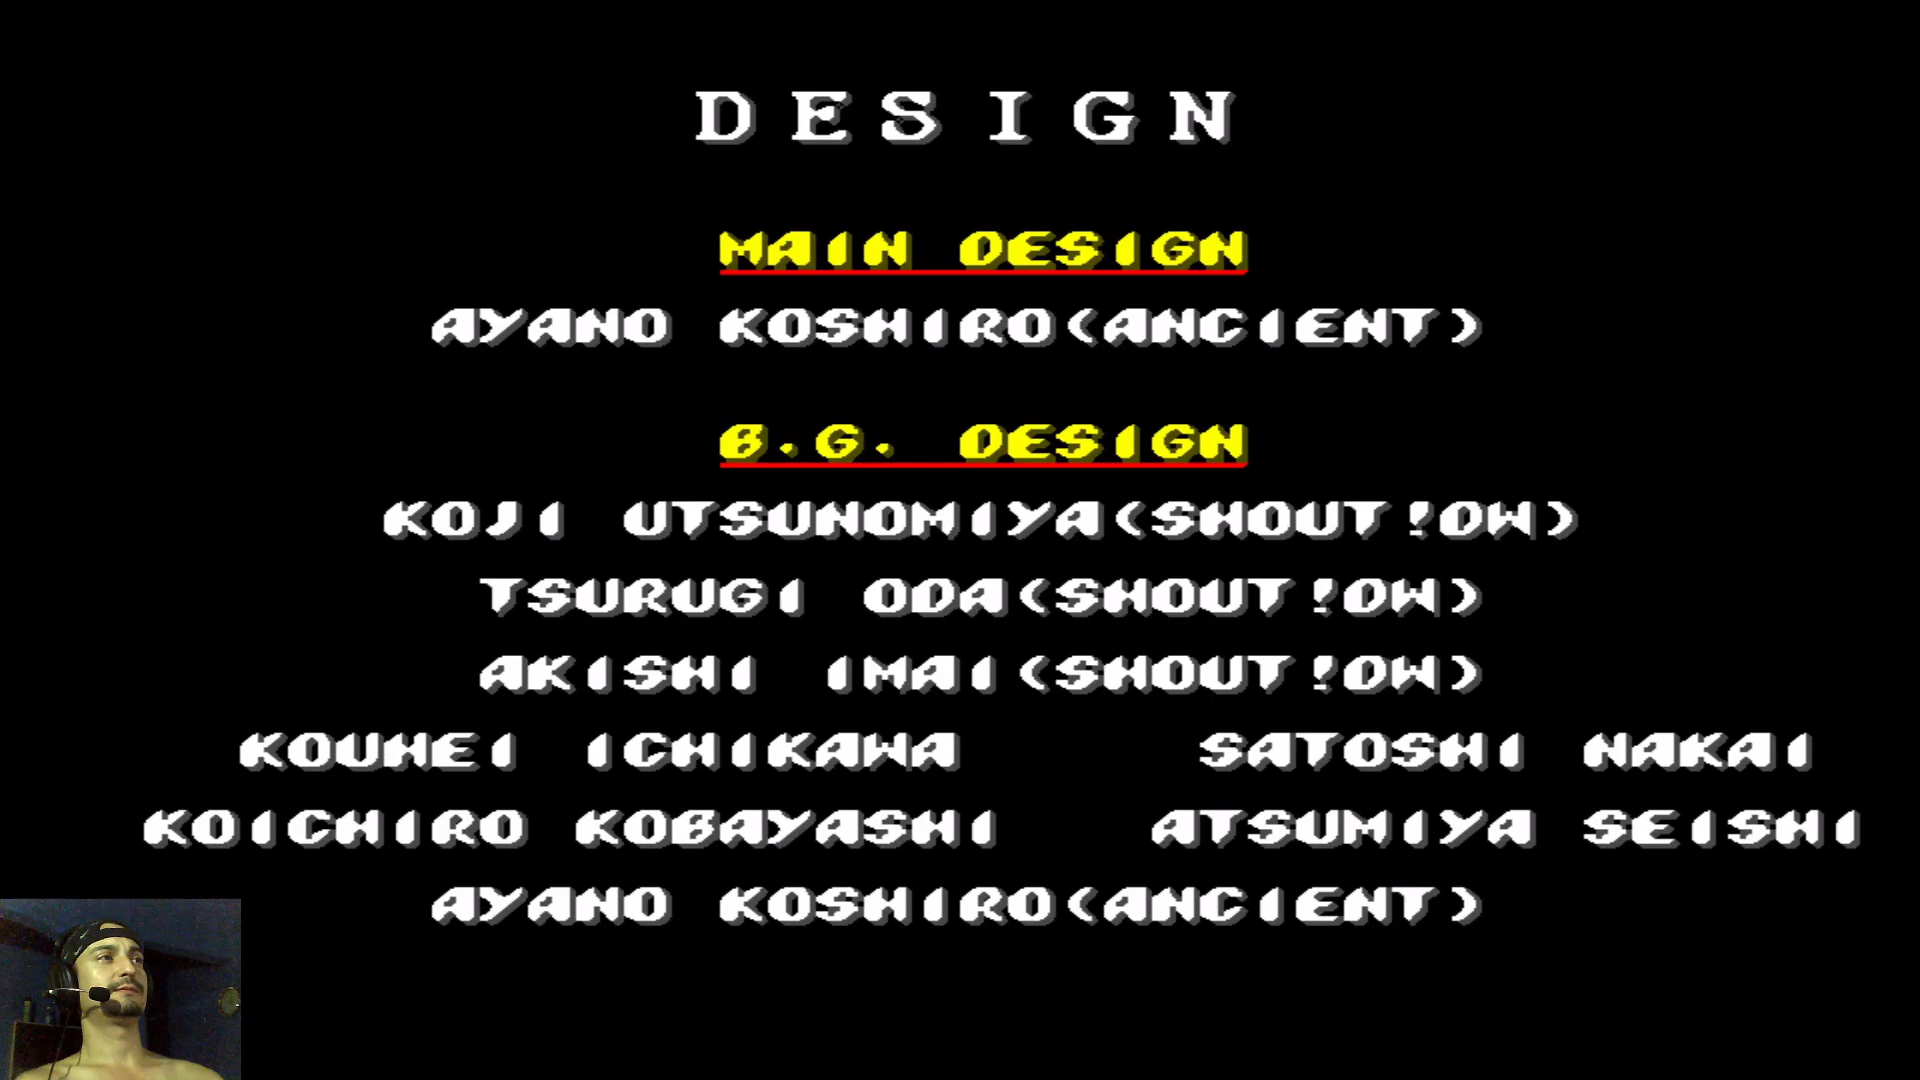 DESIGN
MAIN DESIGN
AYANO KOSHIRO(ANCIENT)
B.G. DESIGN
KOJI UTSUNOMIYA(SHOUT!OW)
TSURUGI ODA(SHOUT!OW)
AKISHI IMAI(SHOUT!OW)
KOUHEI ICHIKAWA SATOSHI NAKAI
KOICHIRO KOBAYASHI ATSUMIYA SEISHI
AYANO KOSHIRO(ANCIENT)